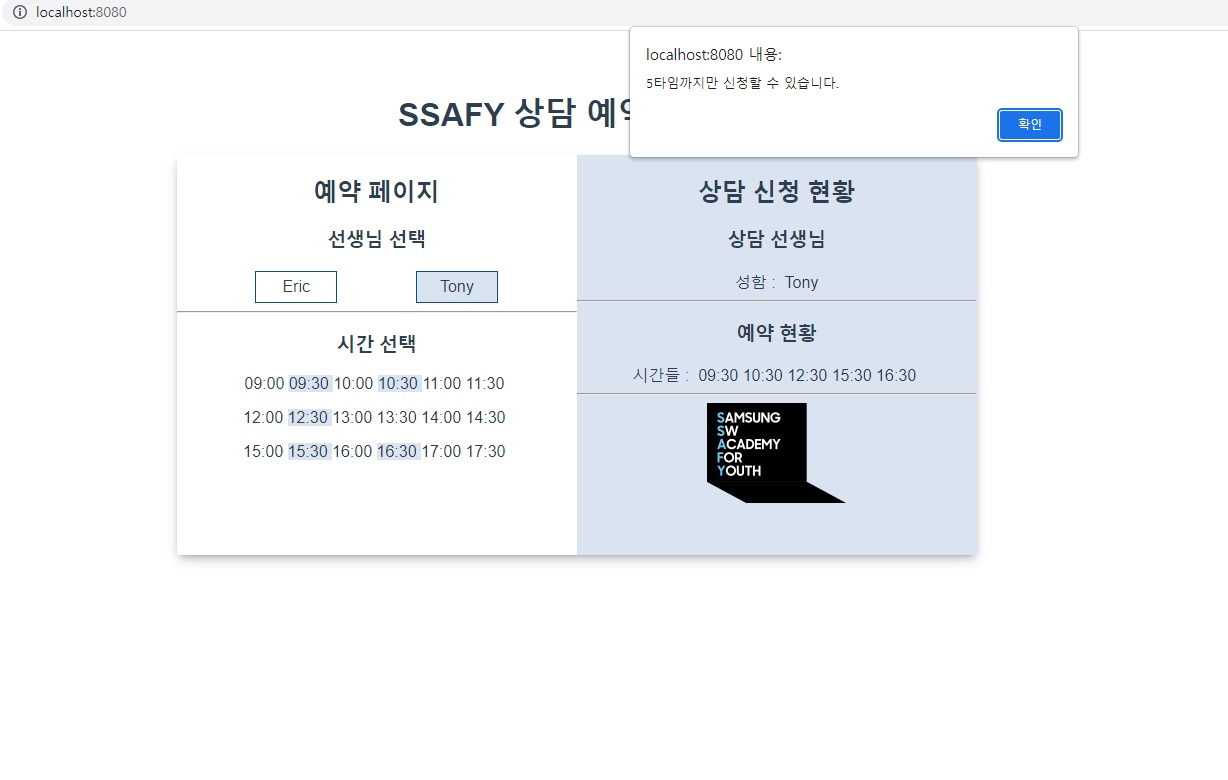 localhost:8080
localhost:8080 내용:
5타임까지만 신청할 수 있습니다.
확인
SSAFY 상담 예약
예약 페이지
선생님 선택
Eric Tony
시간 선택
09:00 09:30 10:00 10:30 11:00 11:30
12:00 12:30 13:00 13:30 14:00 14:30
15:00 15:30 16:00 16:30 17:00 17:30
상담 신청 현황
상담 선생님
성함 : Tony
예약 현황
시간들 : 09:30 10:30 12:30 15:30 16:30
SAMSUNG
SW
ACADEMY
FOR
YOUTH